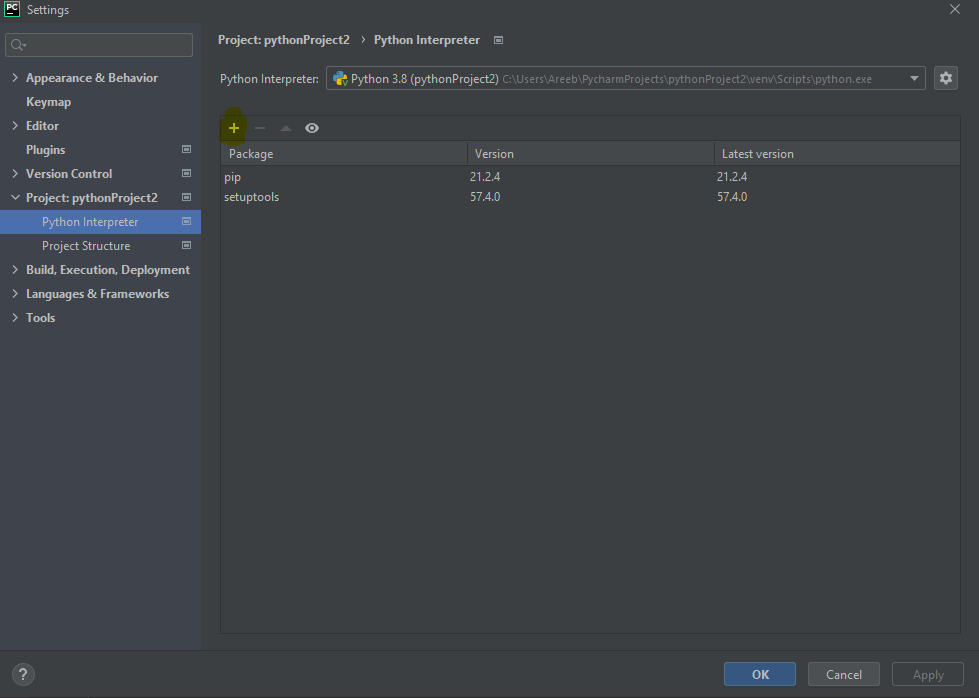 PC
Settings
Project: pythonProject2 › Python Interpreter
Python Interpreter: Python 3.8 (pythonProject2) C:\Users\Areeb\PycharmProjects\pythonProject2\venv\Scripts\python.exe
Appearance & Behavior
Keymap
Editor
Plugins
Version Control
Project: pythonProject2
Python Interpreter
Project Structure
Build, Execution, Deployment
Languages & Frameworks
Tools
Package Version Latest version
pip 21.2.4 21.2.4
setuptools 57.4.0 57.4.0
? OK Cancel Apply